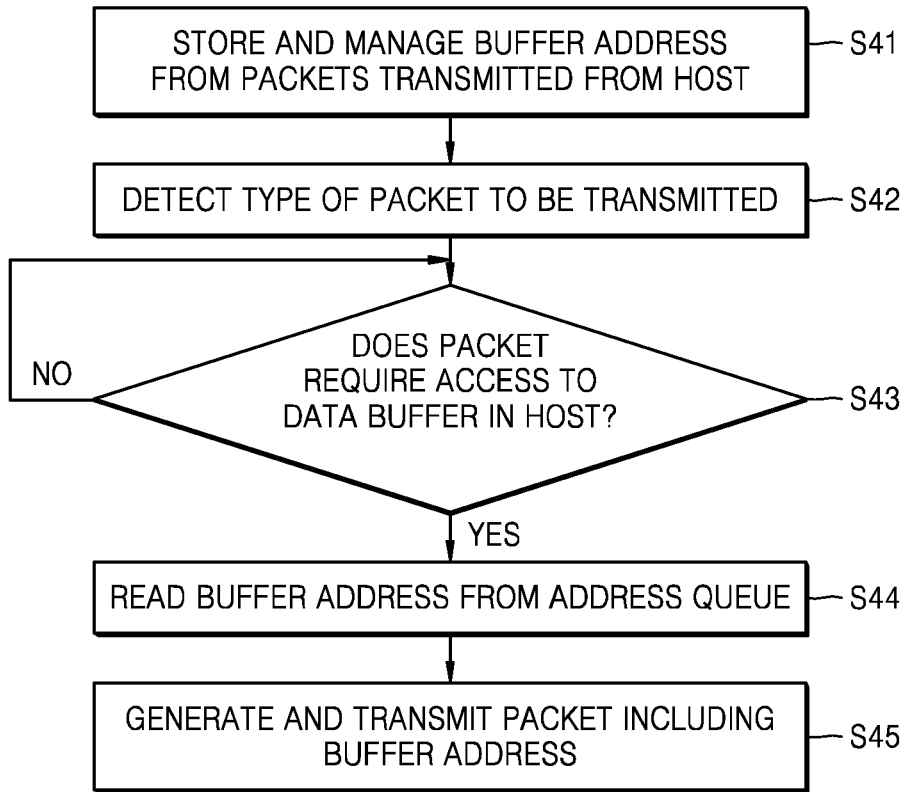 STORE AND MANAGE BUFFER ADDRESS
FROM PACKETS TRANSMITTED FROM HOST
S41
DETECT TYPE OF PACKET TO BE TRANSMITTED
S42
DOES PACKET
REQUIRE ACCESS TO
DATA BUFFER IN HOST?
NO
S43
YES
READ BUFFER ADDRESS FROM ADDRESS QUEUE
S44
GENERATE AND TRANSMIT PACKET INCLUDING
BUFFER ADDRESS
S45